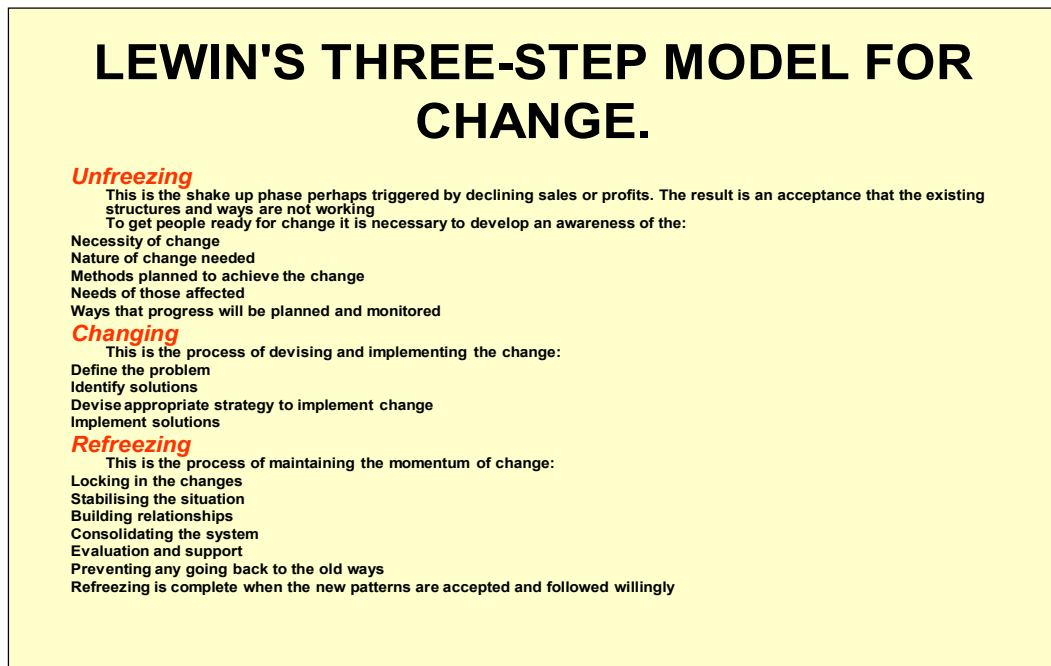 LEWIN'S THREE-STEP MODEL FOR
CHANGE.
Unfreezing
This is the shake up phase perhaps triggered by declining sales or profits. The result is an acceptance that the existing
structures and ways are not working
To get people ready for change it is necessary to develop an awareness of the:
Necessity of change
Nature of change needed
Methods planned to achieve the change
Needs of those affected
Ways that progress will be planned and monitored
Changing
This is the process of devising and implementing the change:
Define the problem
Identify solutions
Devise appropriate strategy to implement change
Implement solutions
Refreezing
This is the process of maintaining the momentum of change:
Locking in the changes
Stabilising the situation
Building relationships
Consolidating the system
Evaluation and support
Preventing any going back to the old ways
Refreezing is complete when the new patterns are accepted and followed willingly